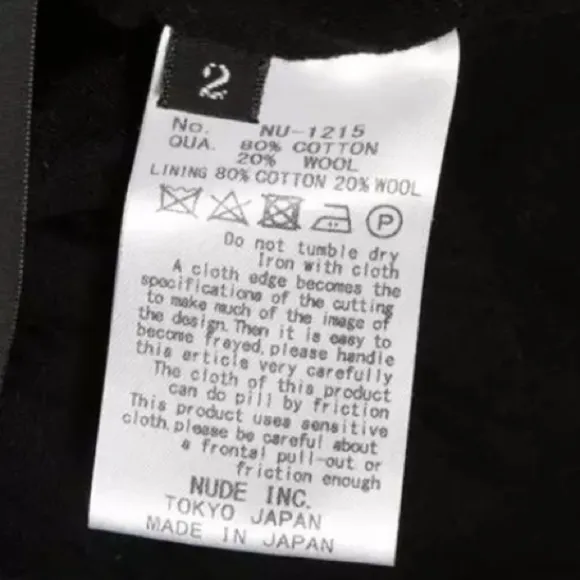 2
No. NU-1215
QUA. 80% COTTON
20% WOOL
LINING 80% COTTON 20% WOOL
P
Do not tumble dry
Iron with cloth
A cloth edge becomes the
specifications of the cutting
to make much of the image of
the design. Then it is easy to
become frayed, please handle
this article very carefully
The cloth of this product
can do pill by friction
This product uses sensitive
cloth, please be careful about
a frontal pull-out or
friction enough
NUDE INC.
TOKYO JAPAN
MADE IN JAPAN